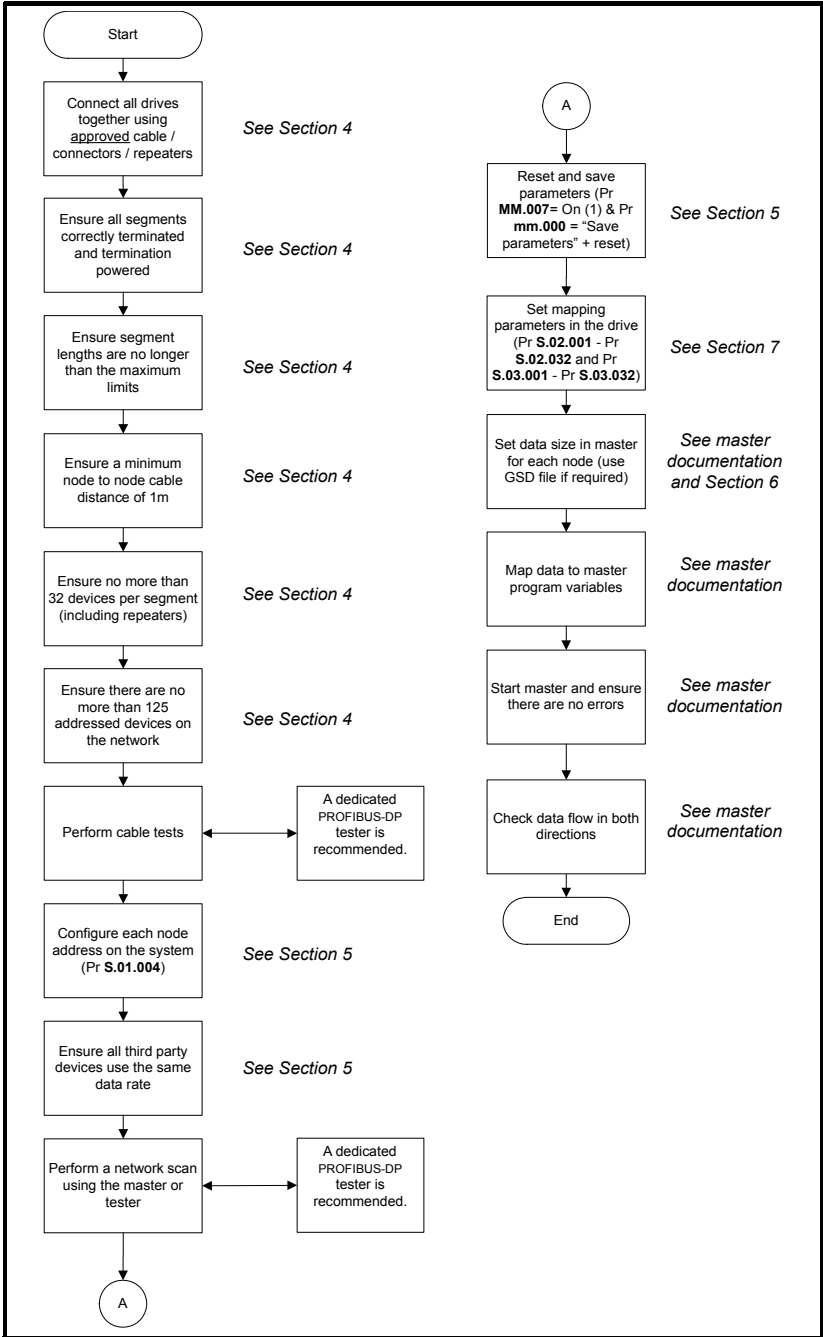 Start
Connect all drives
together using
approved cable /
connectors / repeaters
See Section 4
Ensure all segments
correctly terminated
and termination
powered
See Section 4
Ensure segment
lengths are no longer
than the maximum
limits
See Section 4
Ensure a minimum
node to node cable
distance of 1m
See Section 4
Ensure no more than
32 devices per segment
(including repeaters)
See Section 4
Ensure there are no
more than 125
addressed devices on
the network
See Section 4
Perform cable tests
A dedicated
PROFIBUS-DP
tester is
recommended.
Configure each node
address on the system
(Pr S.01.004)
See Section 5
Ensure all third party
devices use the same
data rate
See Section 5
Perform a network scan
using the master or
tester
A dedicated
PROFIBUS-DP
tester is
recommended.
A
A
Reset and save
parameters (Pr
MM.007= On (1) & Pr
mm.000 = “Save
parameters” + reset)
See Section 5
Set mapping
parameters in the drive
(Pr S.02.001 - Pr
S.02.032 and Pr
S.03.001 - Pr S.03.032)
See Section 7
Set data size in master
for each node (use
GSD file if required)
See master
documentation
and Section 6
Map data to master
program variables
See master
documentation
Start master and ensure
there are no errors
See master
documentation
Check data flow in both
directions
See master
documentation
End